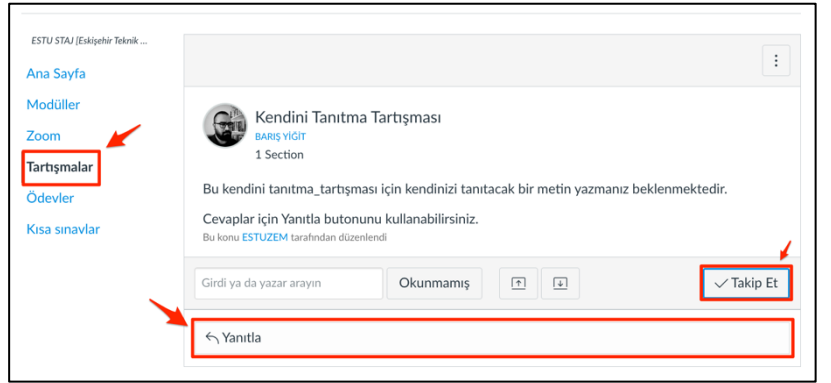 ESTU STAJ [Eskişehir Teknik ...
Ana Sayfa
Modüller
Zoom
Tartışmalar
Ödevler
Kısa sınavlar
Kendini Tanıtma Tartışması
BARIŞ YİĞİT
1 Section
Bu kendini tanıtma_tartışması için kendinizi tanıtacak bir metin yazmanız beklenmektedir.
Cevaplar için Yanıtla butonunu kullanabilirsiniz.
Bu konu ESTUZEM tarafından düzenlendi
Girdi ya da yazar arayın
Okunmamış
Takip Et
Yanıtla